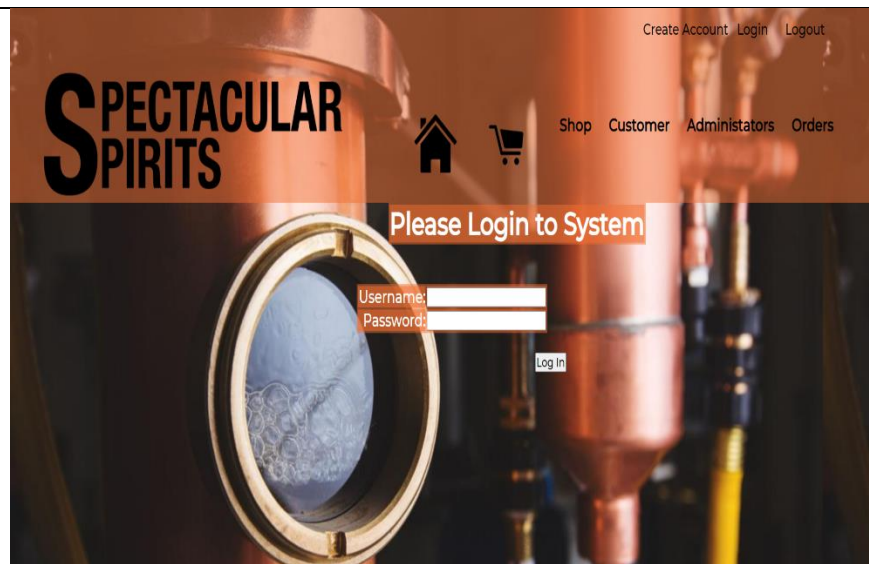 Create Account Login Logout
SPECTACULAR
SPIRITS
Shop Customer Administators Orders
Please Login to System
Username:
Password:
Log In